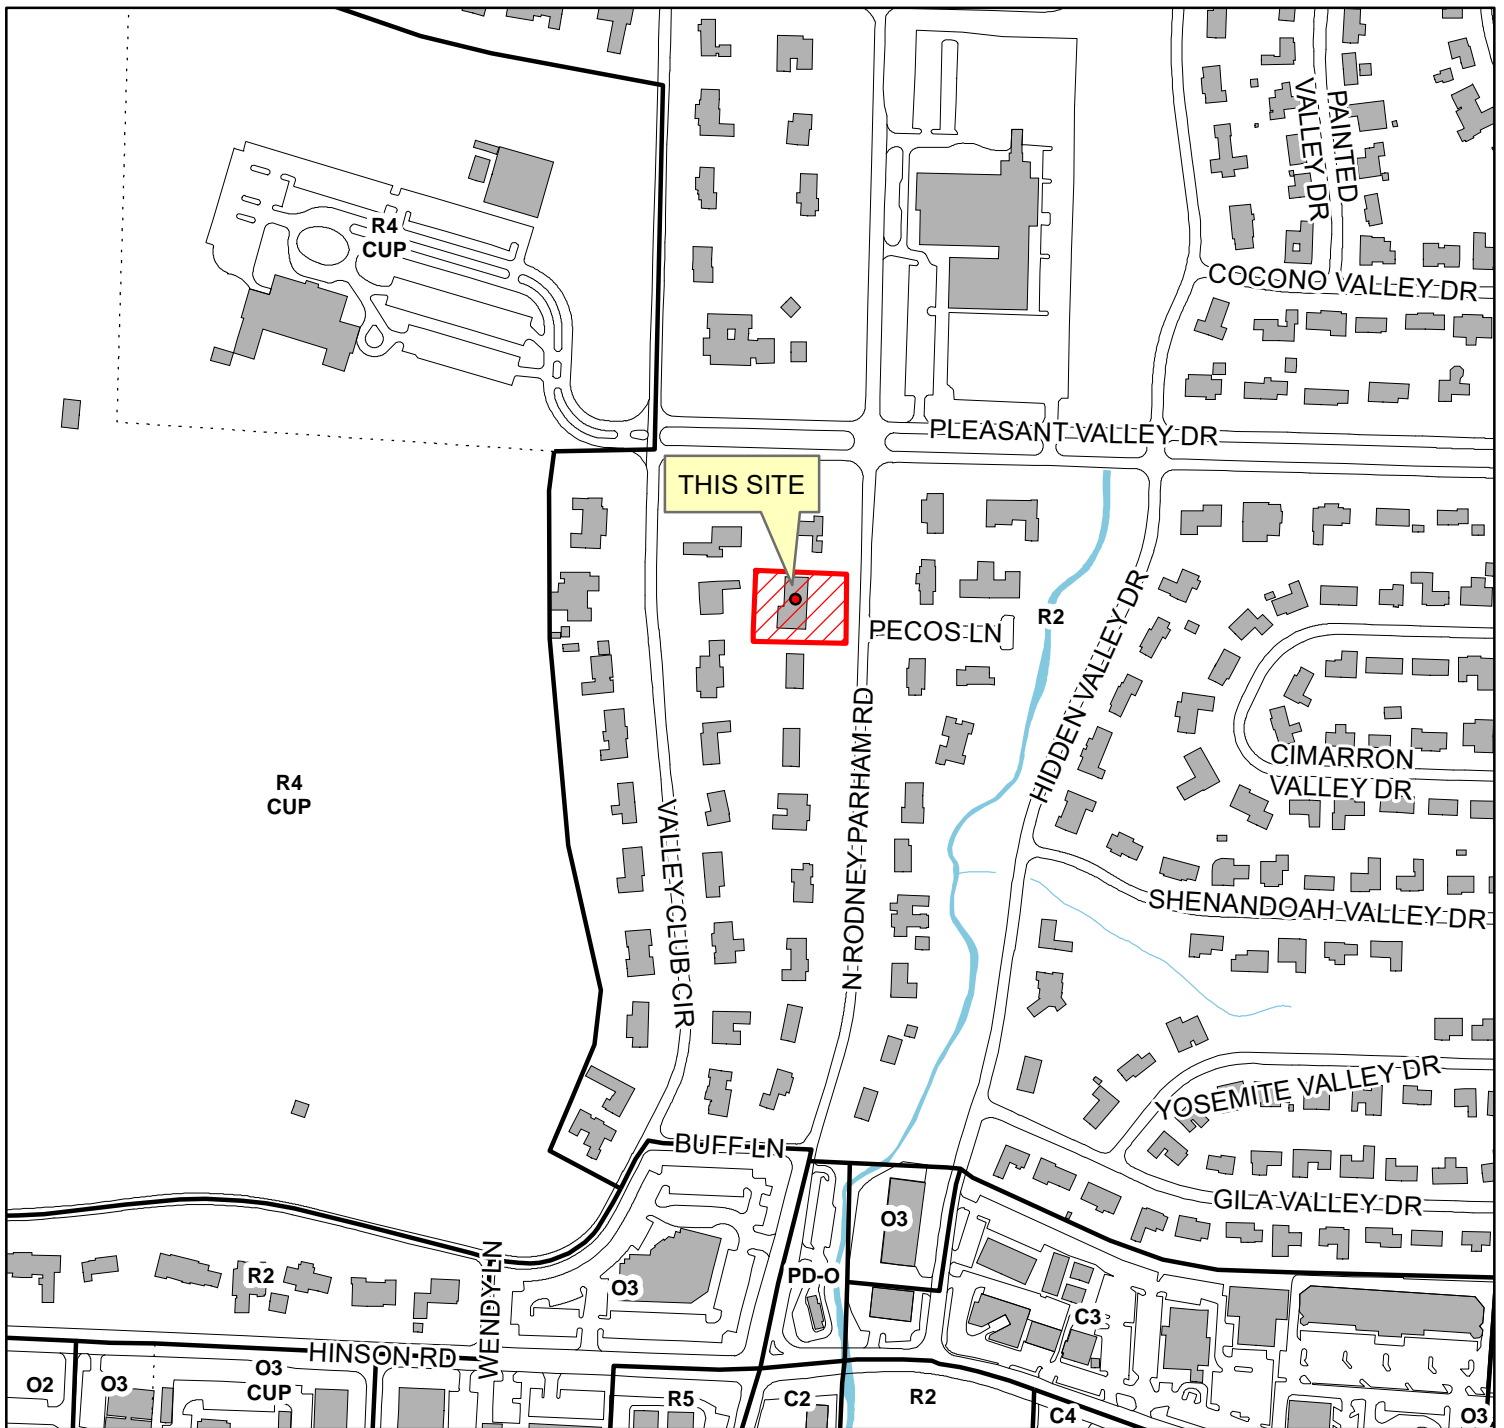 PAINTED
VALLEY DR
R4
CUP
COCONO VALLEY DR
PLEASANT VALLEY DR
THIS SITE
R2
PECOS LN
HIDDEN VALLEY DR
N RODNEY PARHAM RD
CIMARRON
VALLEY DR
R4
CUP
VALLEY CLUB CIR
SHENANDOAH VALLEY DR
YOSEMITE VALLEY DR
BUFF LN
GILA VALLEY DR
O3
R2
WENDY LN
O3
PD-O
C3
HINSON RD
O2
O3
O3
CUP
R5
C2
R2
C4
O3